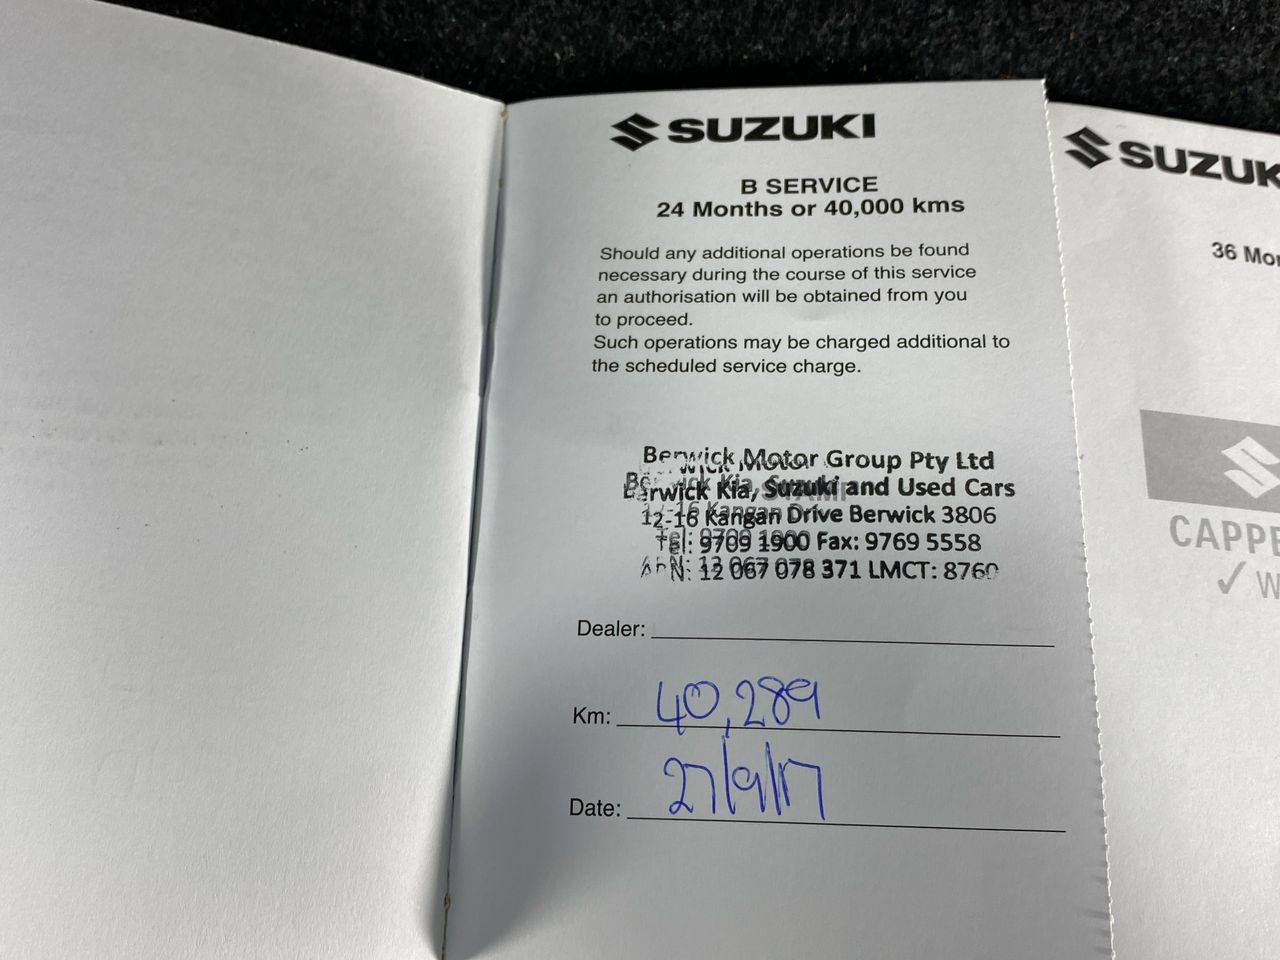 SUZUKI
B SERVICE
24 Months or 40,000 kms
Should any additional operations be found
necessary during the course of this service
an authorisation will be obtained from you
to proceed.
Such operations may be charged additional to
the scheduled service charge.
Berwick Motor Group Pty Ltd
Berwick Kia, Suzuki and Used Cars
12-16 Kangan Drive Berwick 3806
Tel: 9709 1900 Fax: 9769 5558
ABN: 12 067 078 371 LMCT: 8760
Dealer:
Km: 40,289
Date: 27/9/17
SUZUK
36 Mon
CAPPE
✓ W